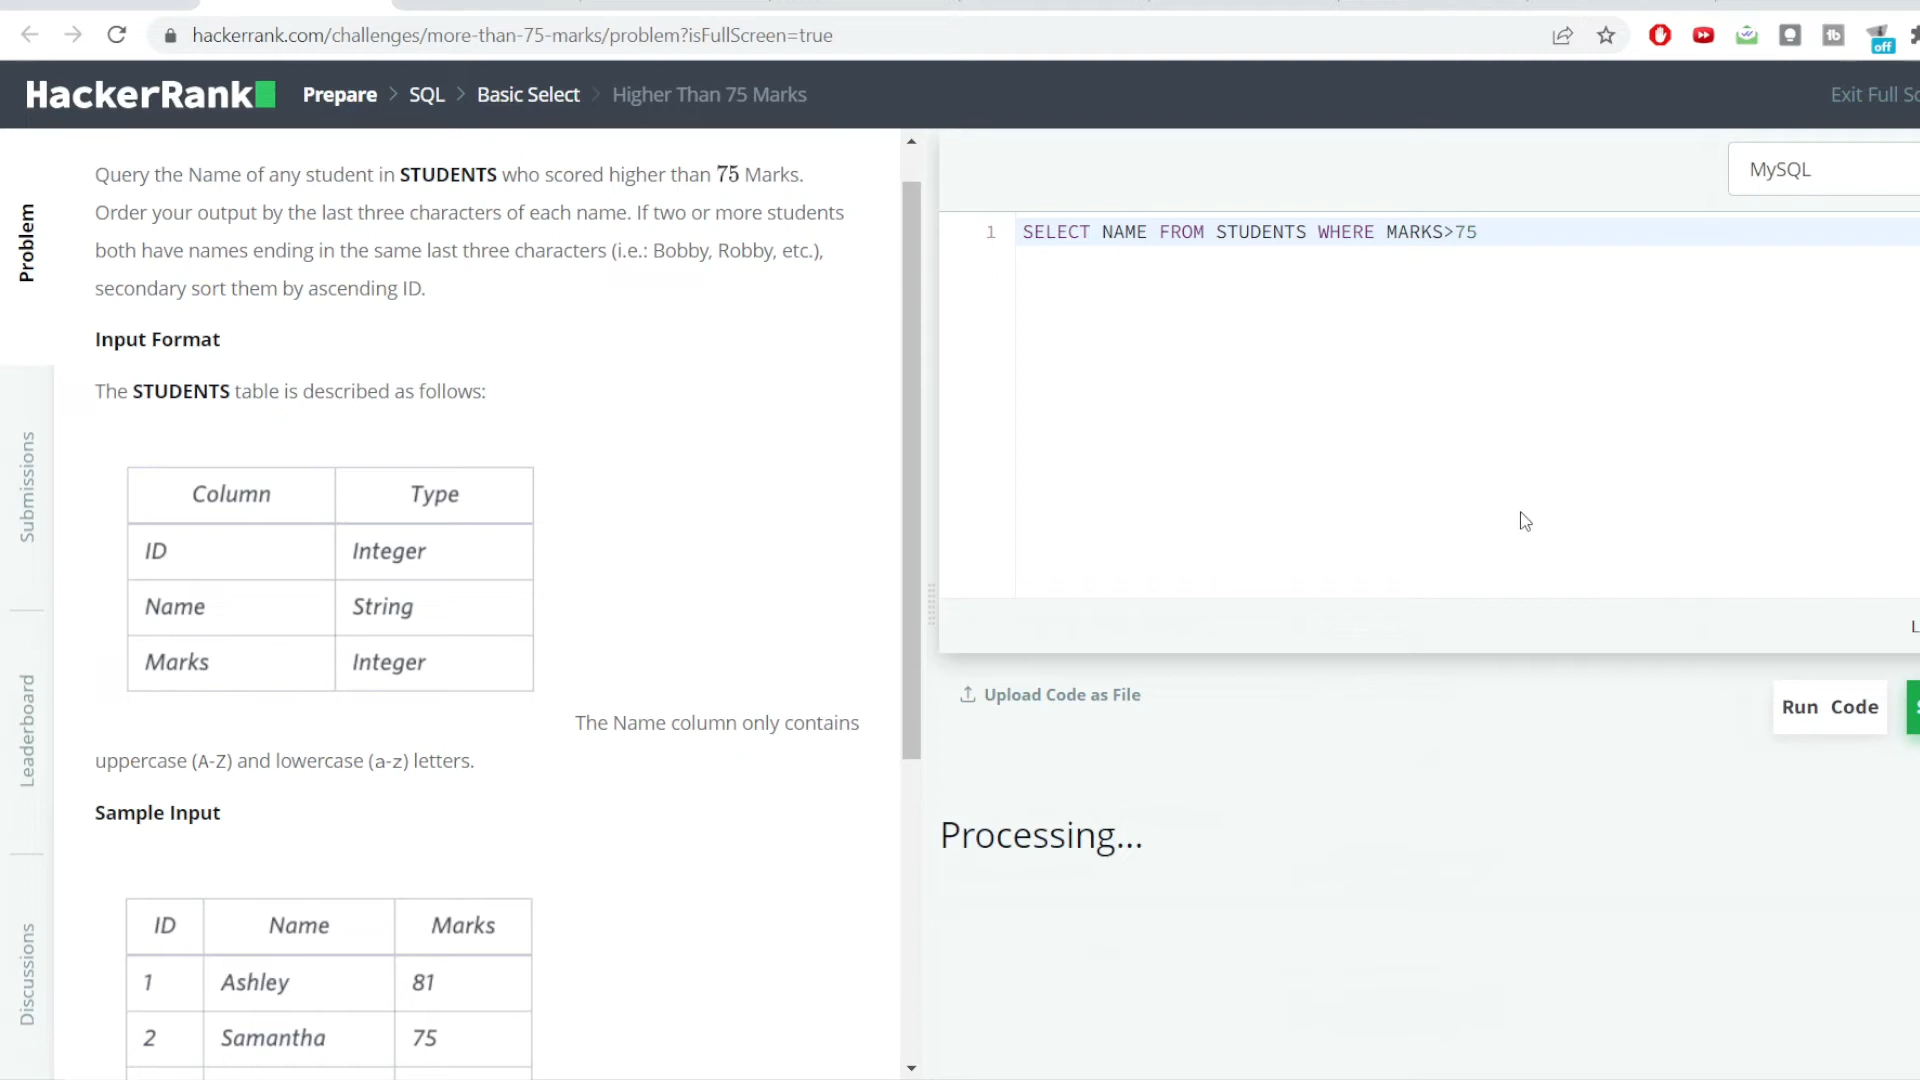 hackerrank.com/challenges/more-than-75-marks/problem?isFullScreen=true
off
HackerRank
Prepare > SQL > Basic Select > Higher Than 75 Marks
Exit Full Sc
Problem
Submissions
Leaderboard
Discussions
Query the Name of any student in STUDENTS who scored higher than 75 Marks.
Order your output by the last three characters of each name. If two or more students
both have names ending in the same last three characters (i.e.: Bobby, Robby, etc.),
secondary sort them by ascending ID.
Input Format
The STUDENTS table is described as follows:
Column Type
ID Integer
Name String
Marks Integer
The Name column only contains
uppercase (A-Z) and lowercase (a-z) letters.
Sample Input
ID Name Marks
1 Ashley 81
2 Samantha 75
MySQL
1 SELECT NAME FROM STUDENTS WHERE MARKS>75
L
Upload Code as File
Run Code
Processing...